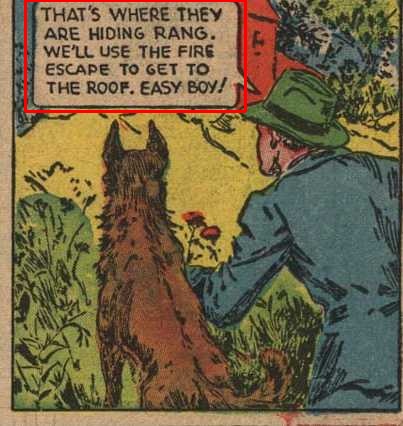 THAT'S WHERE THEY
ARE HIDING RANG.
WE'LL USE THE FIRE
ESCAPE TO GET TO
THE ROOF. EASY BOY!